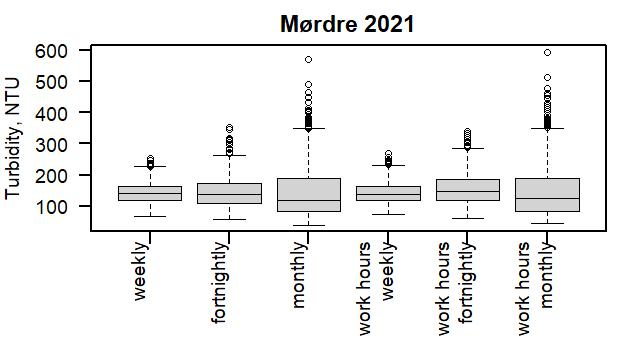 Mørdre 2021
Turbidity, NTU
600
500
400
300
200
100
weekly
fortnightly
monthly
work hours
weekly
work hours
fortnightly
work hours
monthly